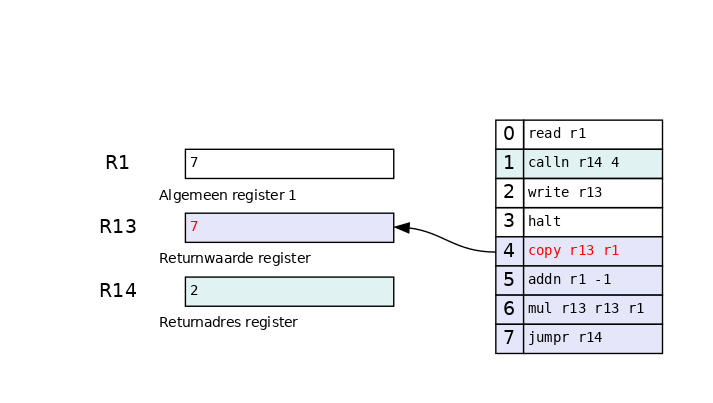 R1
7
Algemeen register 1
R13
7
Returnwaarde register
R14
2
Returnadres register
0 read r1
1 calln r14 4
2 write r13
3 halt
4 copy r13 r1
5 addn r1 -1
6 mul r13 r13 r1
7 jumpr r14